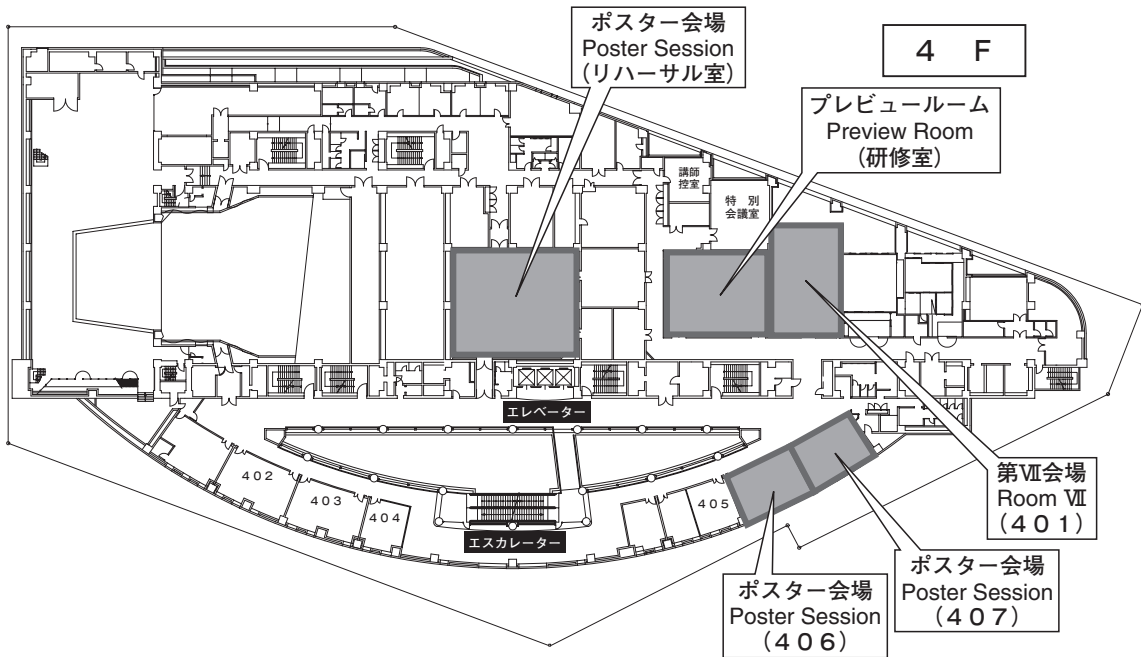 ポスター会場
Poster Session
(リハーサル室)
4 F
プレビュールーム
Preview Room
(研修室)
講師
控室
特 別
会議室
エレベーター
402
403
404
エスカレーター
405
第Ⅶ会場
Room Ⅶ
(401)
ポスター会場
Poster Session
(406)
ポスター会場
Poster Session
(407)